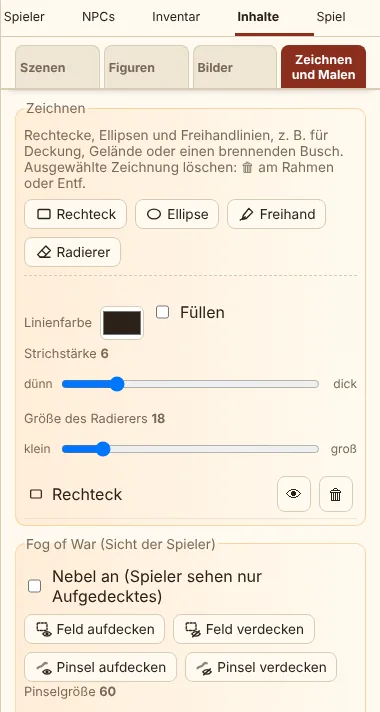 Spieler NPCs Inventar Inhalte Spiel
Szenen Figuren Bilder Zeichnen und Malen
Zeichnen
Rechtecke, Ellipsen und Freihandlinien, z. B. für
Deckung, Gelände oder einen brennenden Busch.
Ausgewählte Zeichnung löschen: 🗑 am Rahmen
oder Entf.
Rechteck Ellipse Freihand
Radierer
Linienfarbe Füllen
Strichstärke 6
dünn dick
Größe des Radierers 18
klein groß
Rechteck
Fog of War (Sicht der Spieler)
Nebel an (Spieler sehen nur
Aufgedecktes)
Feld aufdecken Feld verdecken
Pinsel aufdecken Pinsel verdecken
Pinselgröße 60